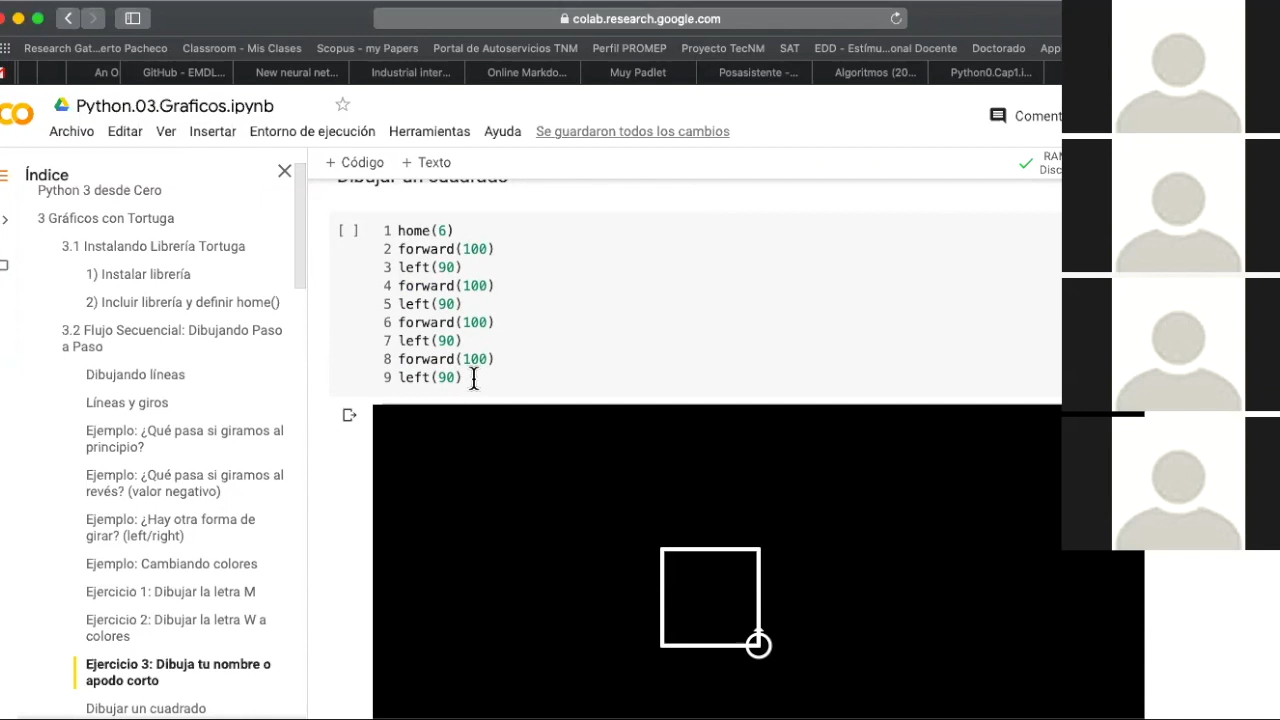 colab.research.google.com
Research Gat...erto Pacheco Classroom - Mis Clases Scopus - my Papers Portal de Autoservicios TNM Perfil PROMEP Proyecto TecNM SAT EDD - Estímu...onal Docente Doctorado App
An O GitHub - EMDL... New neural net... Industrial inter... Online Markdo... Muy Padlet Posasistente -... Algoritmos (20... Python0.Cap1.i...
Python.03.Graficos.ipynb
Archivo Editar Ver Insertar Entorno de ejecución Herramientas Ayuda Se guardaron todos los cambios
Coment
+ Código + Texto
RAM
Disc
Índice
Python 3 desde Cero
3 Gráficos con Tortuga
3.1 Instalando Librería Tortuga
1) Instalar librería
2) Incluir librería y definir home()
3.2 Flujo Secuencial: Dibujando Paso
a Paso
Dibujando líneas
Líneas y giros
Ejemplo: ¿Qué pasa si giramos al
principio?
Ejemplo: ¿Qué pasa si giramos al
revés? (valor negativo)
Ejemplo: ¿Hay otra forma de
girar? (left/right)
Ejemplo: Cambiando colores
Ejercicio 1: Dibujar la letra M
Ejercicio 2: Dibujar la letra W a
colores
Ejercicio 3: Dibuja tu nombre o
apodo corto
Dibujar un cuadrado
Dibujar un cuadrado
[ ] 1 home(6)
2 forward(100)
3 left(90)
4 forward(100)
5 left(90)
6 forward(100)
7 left(90)
8 forward(100)
9 left(90)